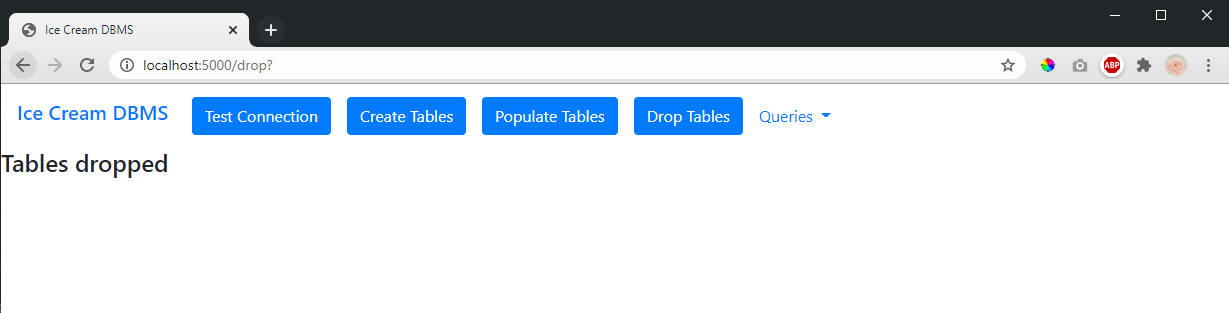 Ice Cream DBMS
localhost:5000/drop?
ABP
Ice Cream DBMS Test Connection Create Tables Populate Tables Drop Tables Queries
Tables dropped